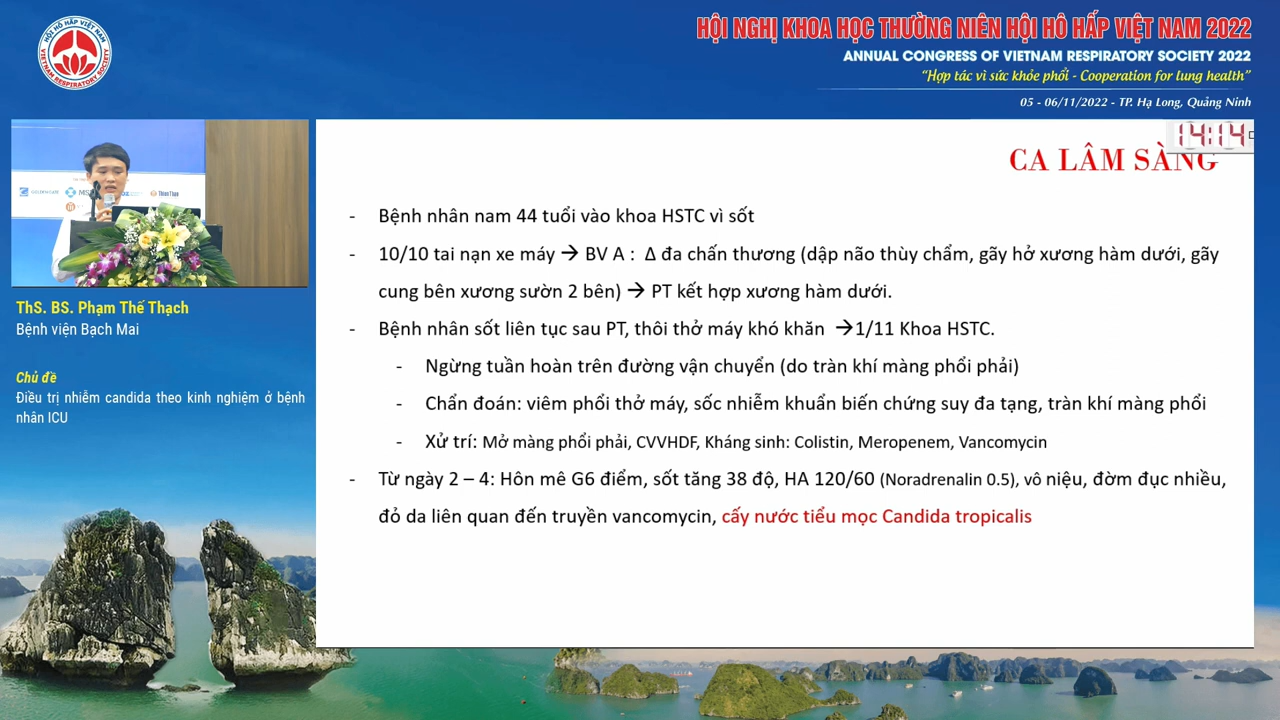 HỘI HÔ HẤP VIỆT NAM
VIETNAM RESPIRATORY SOCIETY
HỘI NGHỊ KHOA HỌC THƯỜNG NIÊN HỘI HÔ HẤP VIỆT NAM 2022
ANNUAL CONGRESS OF VIETNAM RESPIRATORY SOCIETY 2022
“Hợp tác vì sức khỏe phổi - Cooperation for lung health”
05 - 06/11/2022 - TP. Hạ Long, Quảng Ninh
14:14
ThS. BS. Phạm Thế Thạch
Bệnh viện Bạch Mai
Chủ đề
Điều trị nhiễm candida theo kinh nghiệm ở bệnh
nhân ICU
CA LÂM SÀNG
- Bệnh nhân nam 44 tuổi vào khoa HSTC vì sốt
- 10/10 tai nạn xe máy → BV A : Δ đa chấn thương (dập não thùy chẩm, gãy hở xương hàm dưới, gãy
cung bên xương sườn 2 bên) → PT kết hợp xương hàm dưới.
- Bệnh nhân sốt liên tục sau PT, thôi thở máy khó khăn →1/11 Khoa HSTC.
- Ngừng tuần hoàn trên đường vận chuyển (do tràn khí màng phổi phải)
- Chẩn đoán: viêm phổi thở máy, sốc nhiễm khuẩn biến chứng suy đa tạng, tràn khí màng phổi
- Xử trí: Mở màng phổi phải, CVVHDF, Kháng sinh: Colistin, Meropenem, Vancomycin
- Từ ngày 2 – 4: Hôn mê G6 điểm, sốt tăng 38 độ, HA 120/60 (Noradrenalin 0.5), vô niệu, đờm đục nhiều,
đỏ da liên quan đến truyền vancomycin, cấy nước tiểu mọc Candida tropicalis